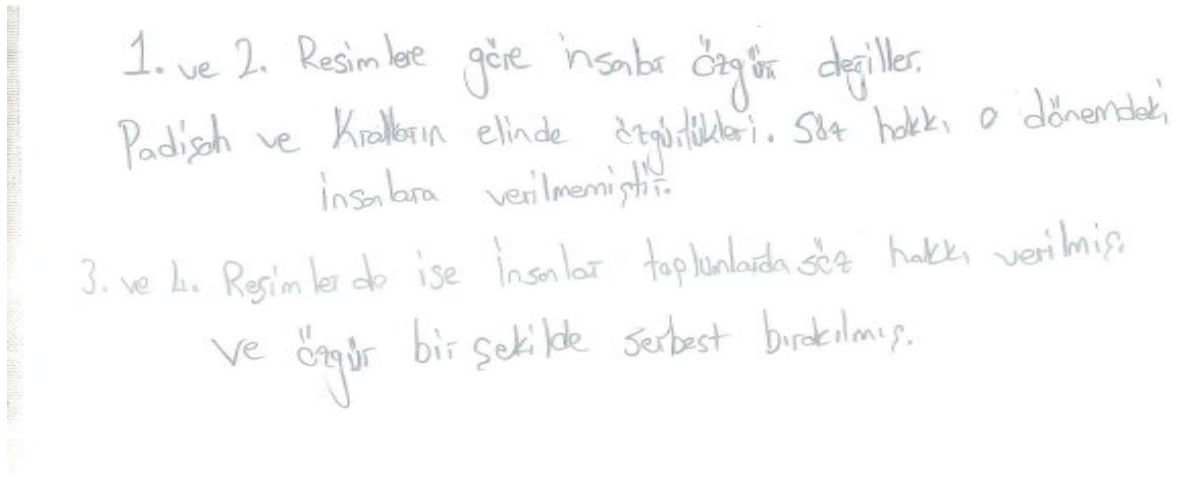 1. ve 2. Resimlere göre insanlar özgür değiller.
Padişah ve Kralların elinde özgürlükleri. Söz hakkı o dönemdeki
insanlara verilmemiştir.
3. ve 4. Resimlerde ise insanlar toplumlarda söz hakkı verilmiş.
ve özgür bir şekilde serbest bırakılmış.